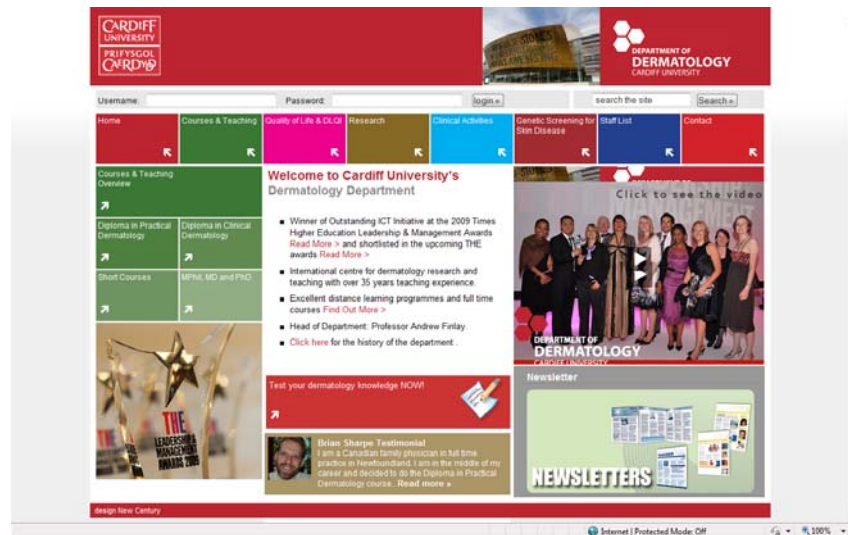 CARDIFF
UNIVERSITY
PRIFYSGOL
CAERDYDD
DEPARTMENT OF
DERMATOLOGY
CARDIFF UNIVERSITY
Username: Password: login » search the site Search »
Home Courses & Teaching Quality of Life & DLQI Research Clinical Activities Genetic Screening for Skin Disease Staff List Contact
Courses & Teaching
Overview
Diploma in Practical
Dermatology
Diploma in Clinical
Dermatology
Short Courses
MPhil, MD and PhD
THE
LEADERSHIP &
MANAGEMENT
AWARDS 2009
Welcome to Cardiff University's
Dermatology Department
Winner of Outstanding ICT Initiative at the 2009 Times
Higher Education Leadership & Management Awards
Read More > and shortlisted in the upcoming THE
awards Read More >
International centre for dermatology research and
teaching with over 35 years teaching experience.
Excellent distance learning programmes and full time
courses Find Out More >
Head of Department: Professor Andrew Finlay.
Click here for the history of the department .
Test your dermatology knowledge NOW!
Brian Sharpe Testimonial
I am a Canadian family physician in full time
practice in Newfoundland. I am in the middle of my
career and decided to do the Diploma in Practical
Dermatology course.. Read more »
Click to see the video
DEPARTMENT OF
DERMATOLOGY
CARDIFF UNIVERSITY
Newsletter
NEWSLETTERS
design New Century
Internet | Protected Mode: Off 100%